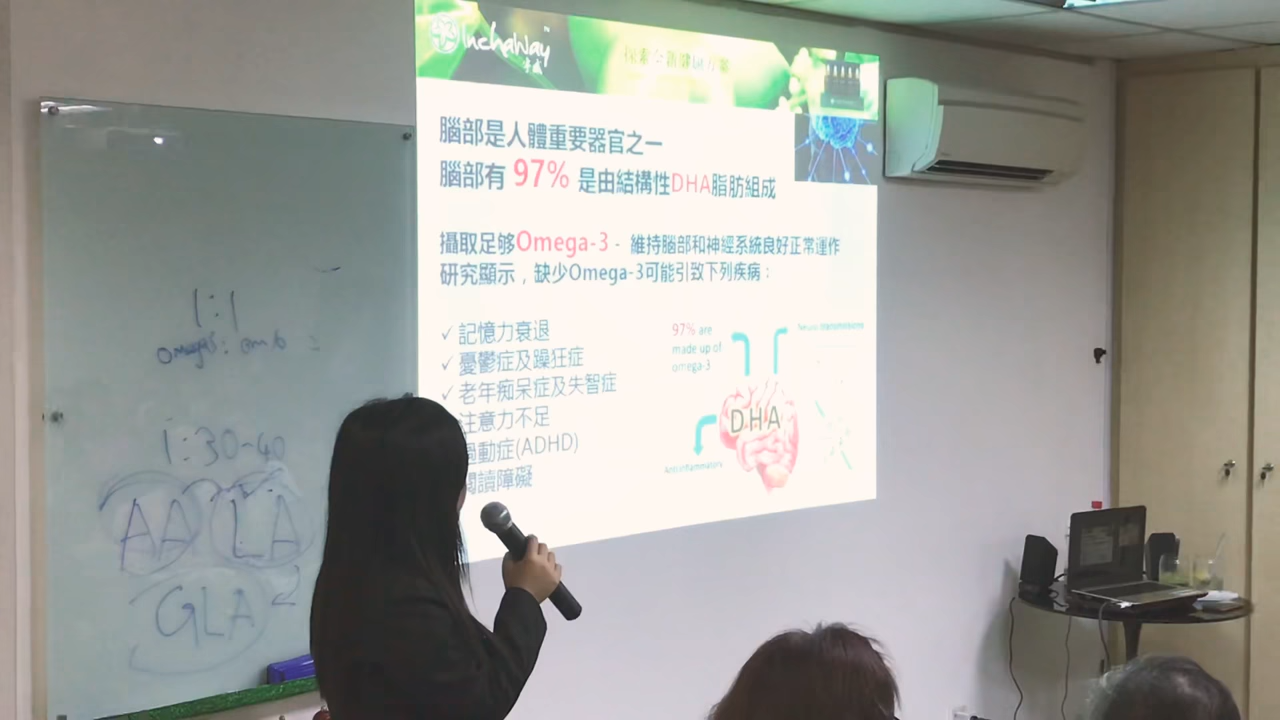 InchaWay
腦部是人體重要器官之一
腦部有 97% 是由結構性DHA脂肪組成
攝取足够Omega-3 - 維持腦部和神經系統良好正常運作
研究顯示，缺少Omega-3可能引致下列疾病：
✓ 記憶力衰退
✓ 憂鬱症及躁狂症
✓ 老年痴呆症及失智症
注意力不足
過動症(ADHD)
閱讀障礙
97% are
made up of
omega-3
DHA
Anti inflammatory
1:1
1:30-40
AA LA
GLA